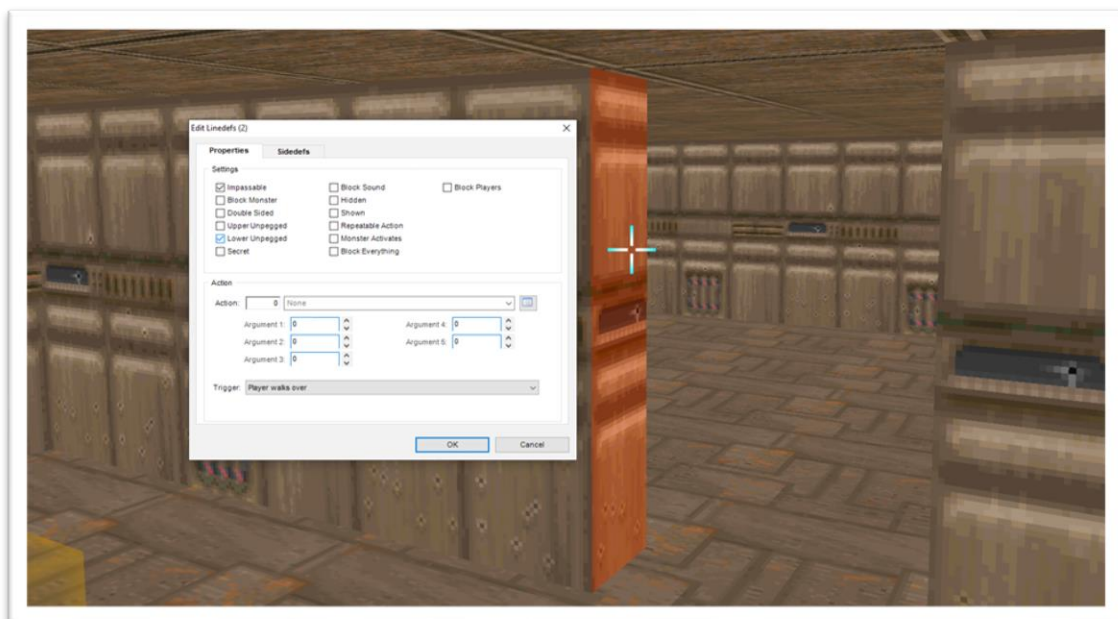 Edit Linedefs (2)
Properties Sidedefs
Settings
Impassable Block Sound Block Players
Block Monster Hidden
Double Sided Shown
Upper Unpegged Repeatable Action
Lower Unpegged Monster Activates
Secret Block Everything
Action
Action: 0 None
Argument 1: 0 Argument 4: 0
Argument 2: 0 Argument 5: 0
Argument 3: 0
Trigger: Player walks over
OK Cancel